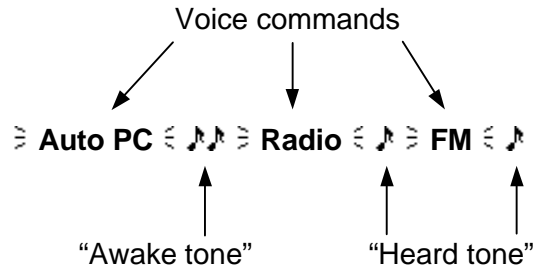 Voice commands
Auto PC Radio FM
“Awake tone” “Heard tone”